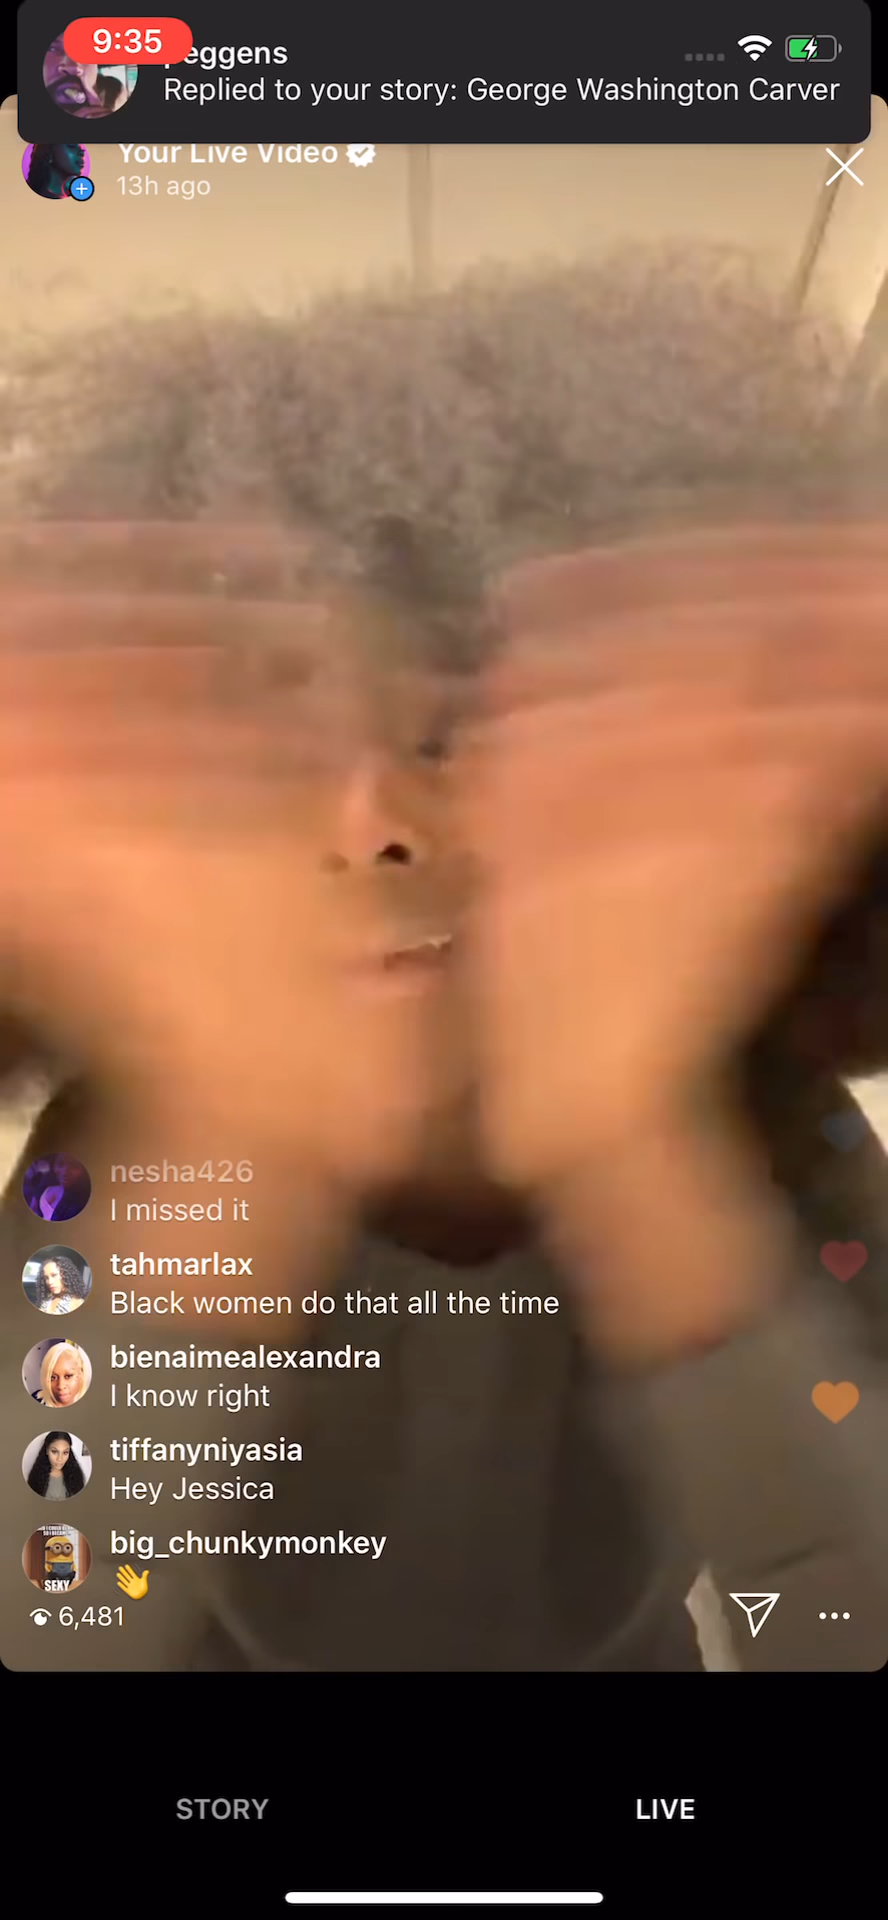 9:35
eggens
Replied to your story: George Washington Carver
Your Live Video
13h ago
nesha426
I missed it
tahmarlax
Black women do that all the time
bienaimealexandra
I know right
tiffanyniyasia
Hey Jessica
SEXY
big_chunkymonkey
👋
6,481
STORY
LIVE